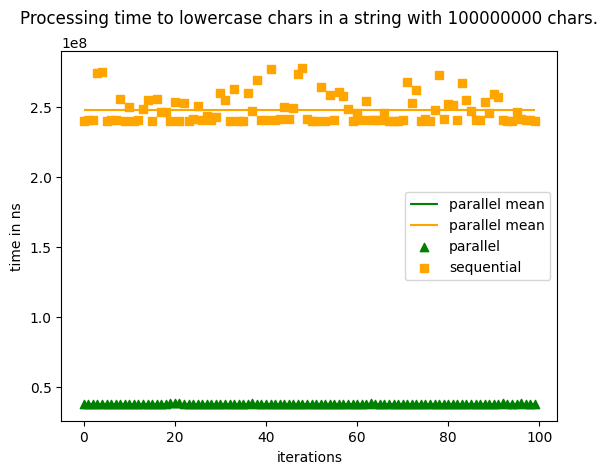 Processing time to lowercase chars in a string with 100000000 chars.
1e8
2.5
2.0
1.5
1.0
0.5
time in ns
parallel mean
parallel mean
parallel
sequential
0 20 40 60 80 100
iterations